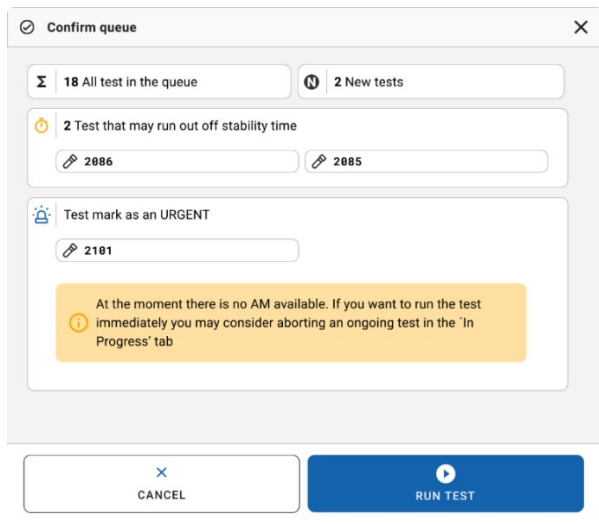 Confirm queue
Σ 18 All test in the queue
N 2 New tests
2 Test that may run out off stability time
2086
2085
Test mark as an URGENT
2101
At the moment there is no AM available. If you want to run the test
immediately you may consider aborting an ongoing test in the ´In
Progress’ tab
CANCEL
RUN TEST